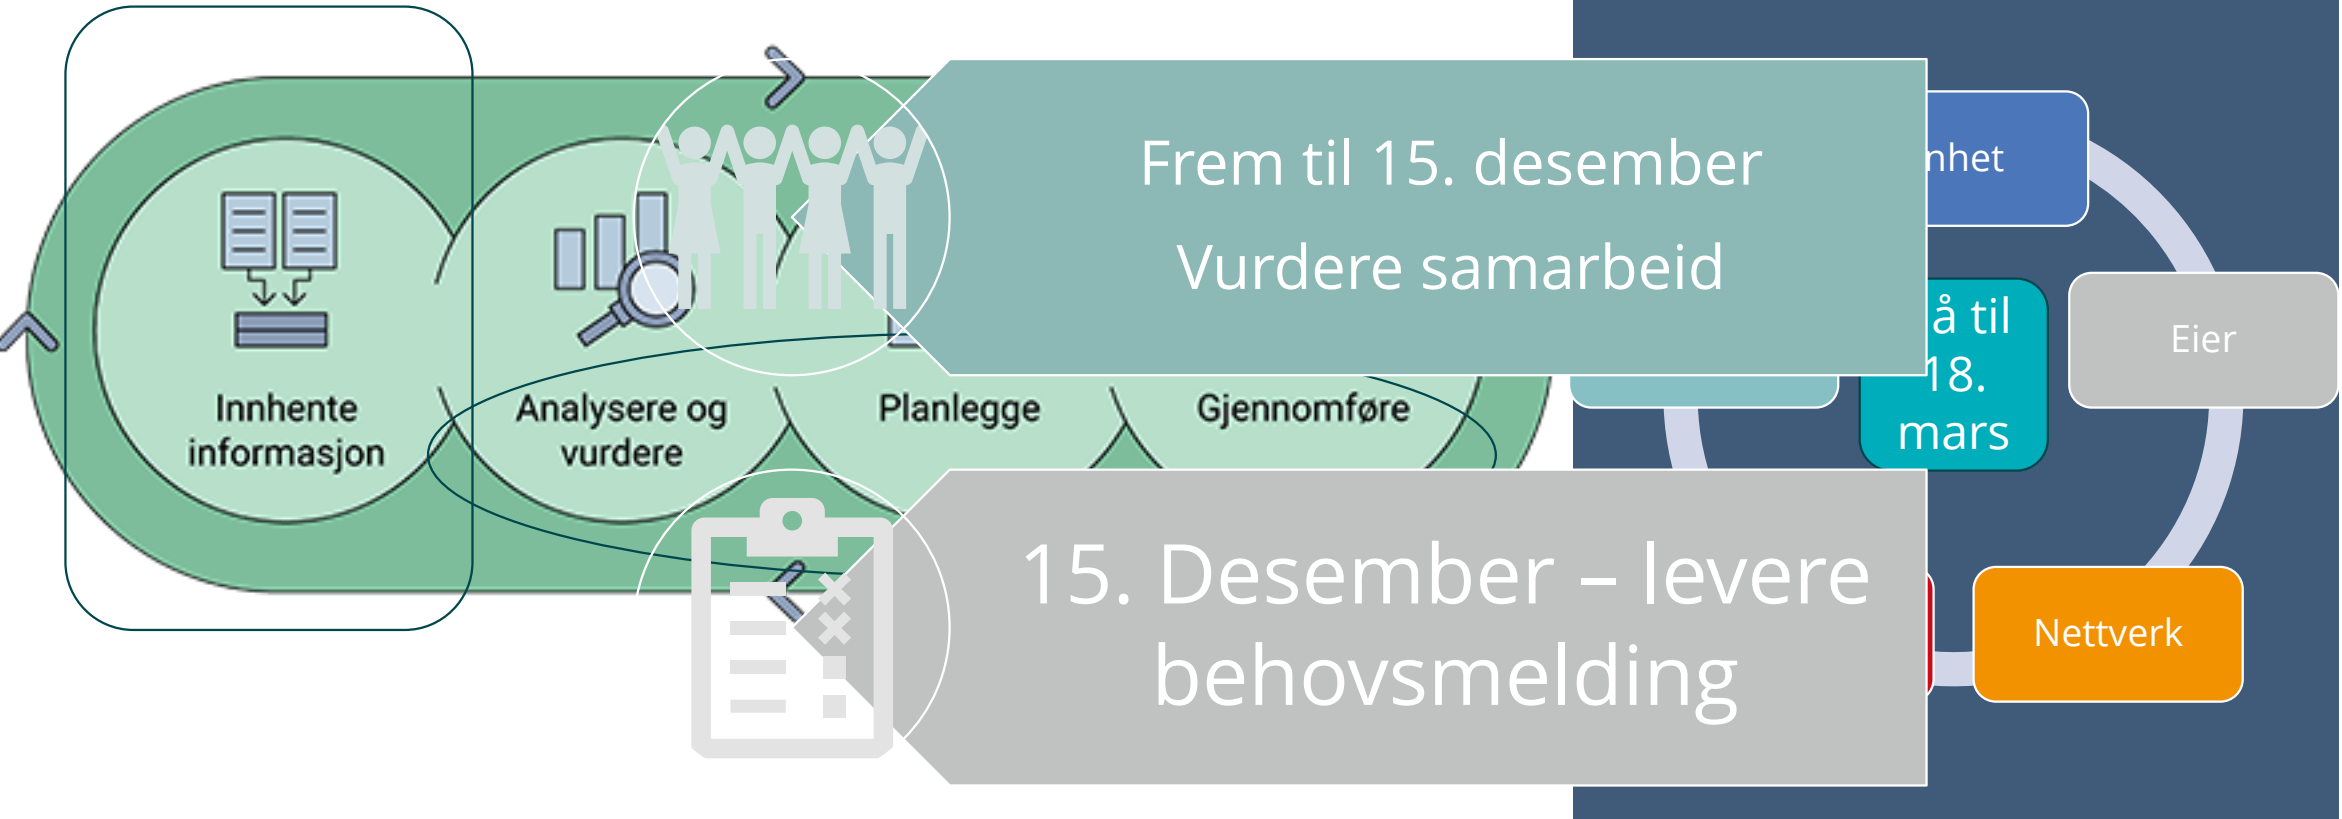 Innhente
informasjon
Analysere og
vurdere
Planlegge
Gjennomføre
Frem til 15. desember
Vurdere samarbeid
15. Desember – levere
behovsmelding
nhet
å til
18.
mars
Eier
Nettverk